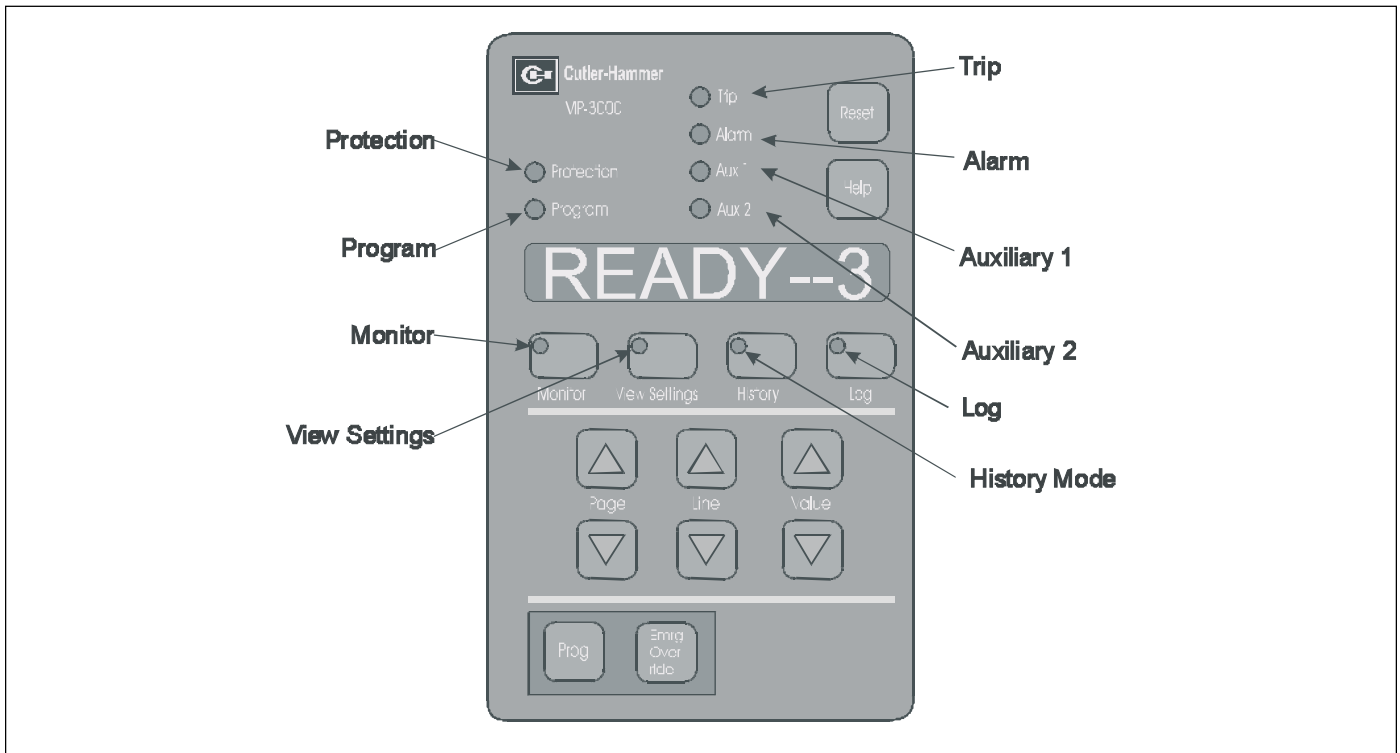 Cutler-Hammer
Trip
Trip
Reset
Protection
Alarm
Alarm
Protection
Aux 1
Help
Program
Program
Aux 2
Auxiliary 1
READY--3
Monitor
Auxiliary 2
Monitor
View Settings
History
Log
Log
View Settings
History Mode
Page
Line
Value
Prog
Emrg
Over
ride